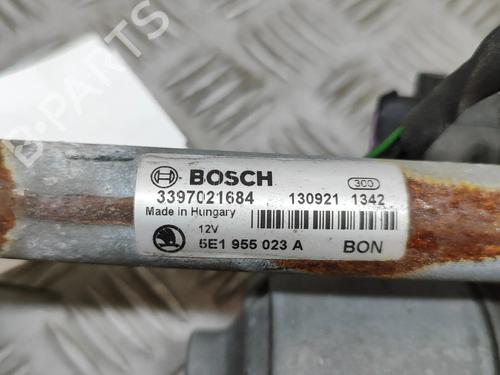 B-PARTS
BOSCH
300
3397021684 130921 1342
Made in Hungary
12V
5E1 955 023 A BON